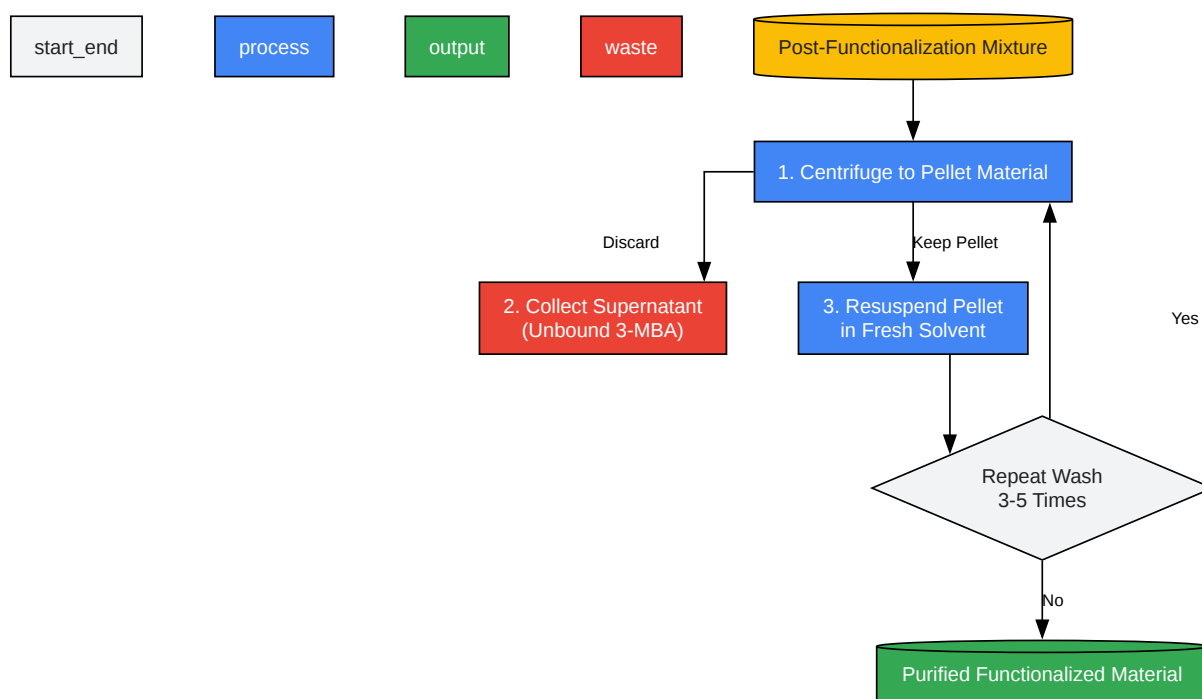 start_end
process
output
waste
Post-Functionalization Mixture
1. Centrifuge to Pellet Material
Discard
Keep Pellet
2. Collect Supernatant
(Unbound 3-MBA)
3. Resuspend Pellet
in Fresh Solvent
Yes
Repeat Wash
3-5 Times
No
Purified Functionalized Material